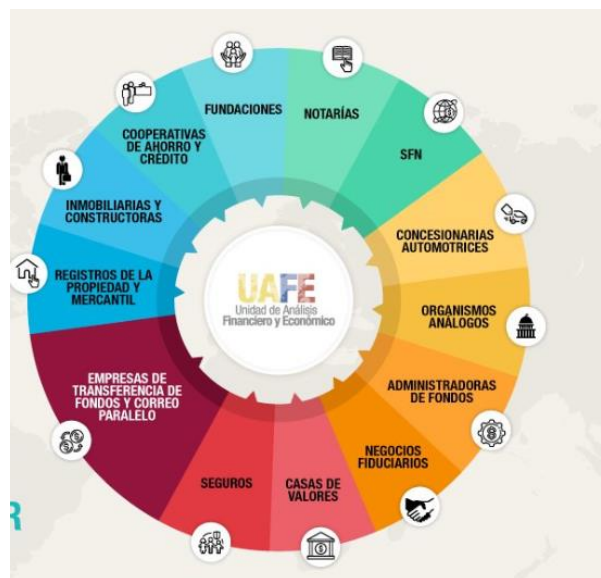 FUNDACIONES
NOTARÍAS
SFN
CONCESIONARIAS
AUTOMOTRICES
ORGANISMOS
ANÁLOGOS
ADMINISTRADORAS
DE FONDOS
NEGOCIOS
FIDUCIARIOS
CASAS DE
VALORES
SEGUROS
EMPRESAS DE
TRANSFERENCIA DE
FONDOS Y CORREO
PARALELO
REGISTROS DE LA
PROPIEDAD Y
MERCANTIL
INMOBILIARIAS Y
CONSTRUCTORAS
COOPERATIVAS
DE AHORRO Y
CRÉDITO
UAFE
Unidad de Análisis
Financiero y Económico
R